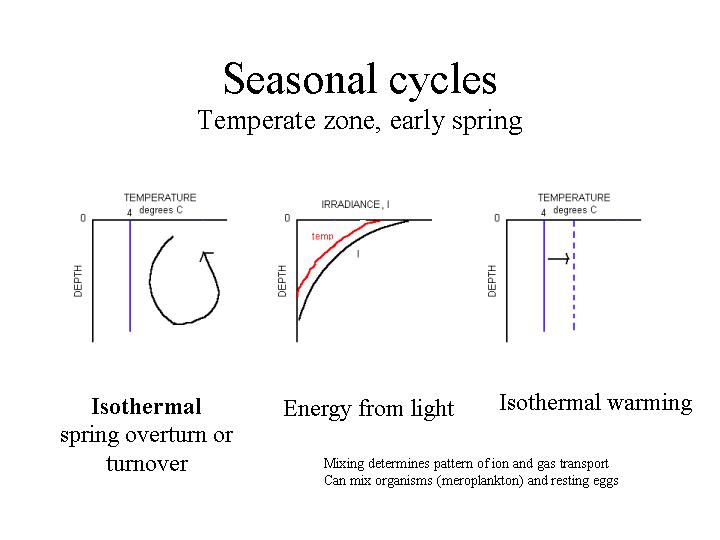 Seasonal cycles
Temperate zone, early spring
TEMPERATURE
4 degrees C
0
DEPTH
IRRADIANCE, I
0
temp
I
DEPTH
TEMPERATURE
4 degrees C
0
DEPTH
Isothermal
spring overturn or
turnover
Energy from light
Isothermal warming
Mixing determines pattern of ion and gas transport
Can mix organisms (meroplankton) and resting eggs